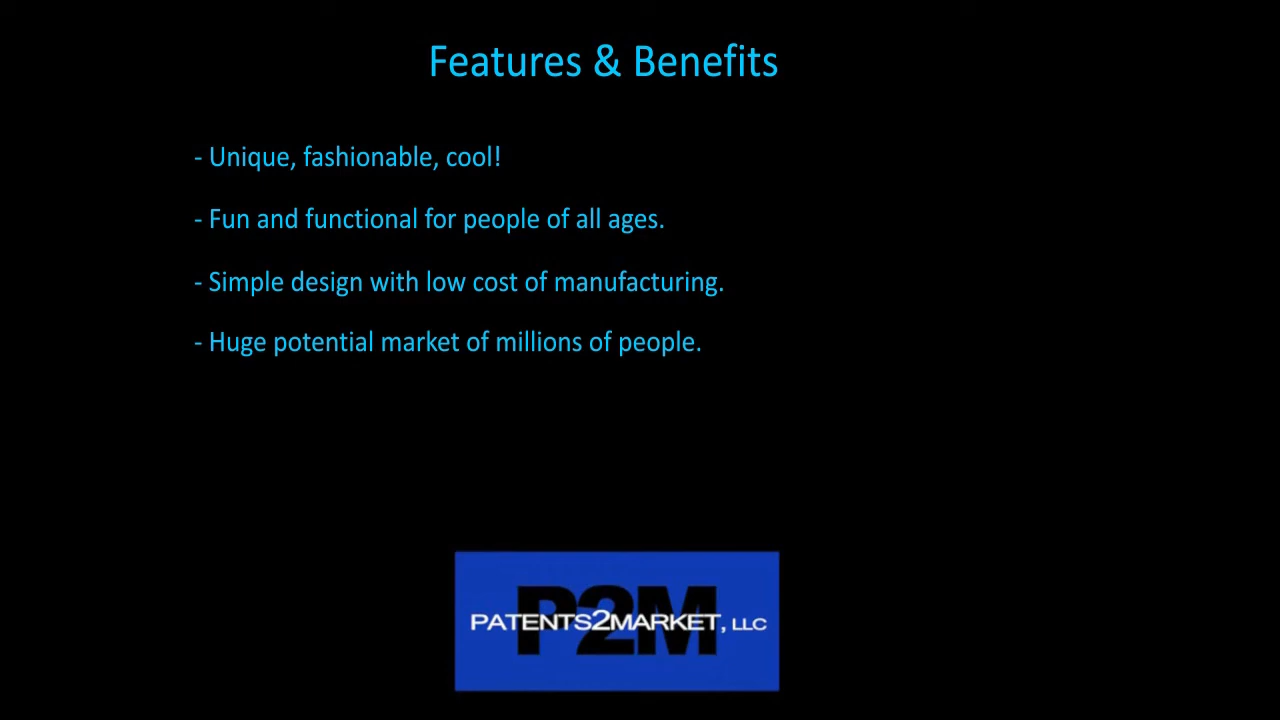 Features & Benefits
- Unique, fashionable, cool!
- Fun and functional for people of all ages.
- Simple design with low cost of manufacturing.
- Huge potential market of millions of people.
P2M
PATENTS2MARKET, LLC